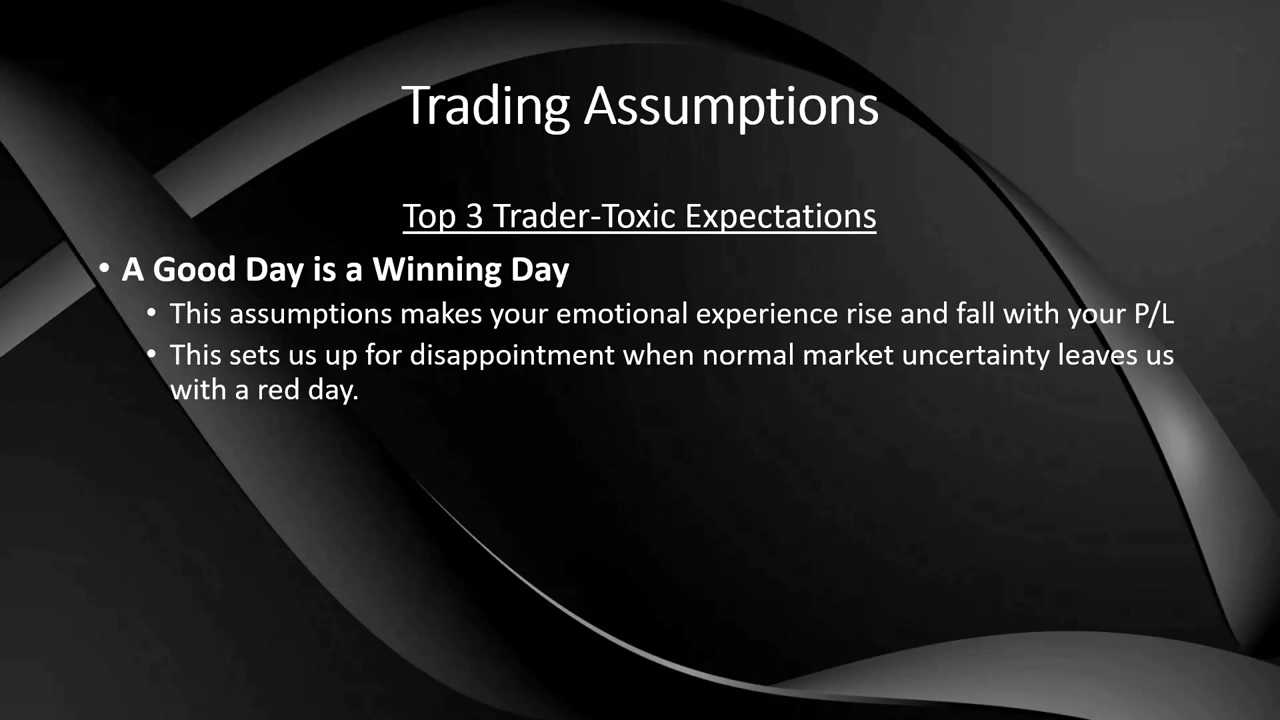 Trading Assumptions
Top 3 Trader-Toxic Expectations
• A Good Day is a Winning Day
• This assumptions makes your emotional experience rise and fall with your P/L
• This sets us up for disappointment when normal market uncertainty leaves us
with a red day.